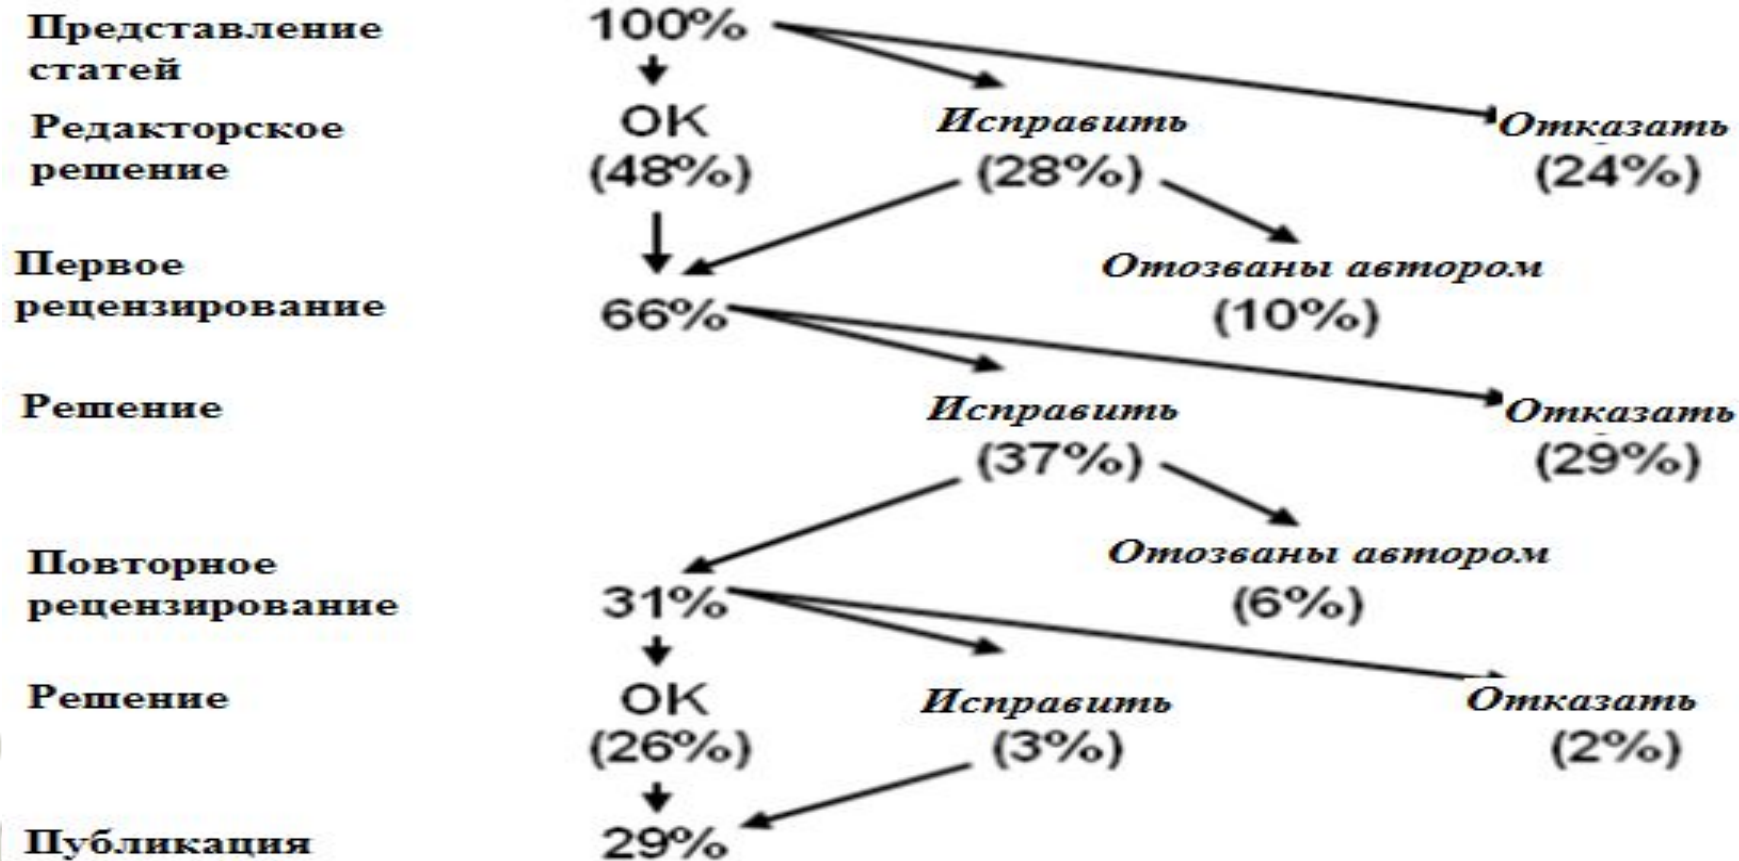 Представление 100%
статей
Редакторское OK Исправить Отказать
решение (48%) (28%) (24%)
Первое Отозваны автором
рецензирование 66% (10%)
Решение Исправить Отказать
(37%) (29%)
Повторное Отозваны автором
рецензирование 31% (6%)
Решение OK Исправить Отказать
(26%) (3%) (2%)
Публикация 29%